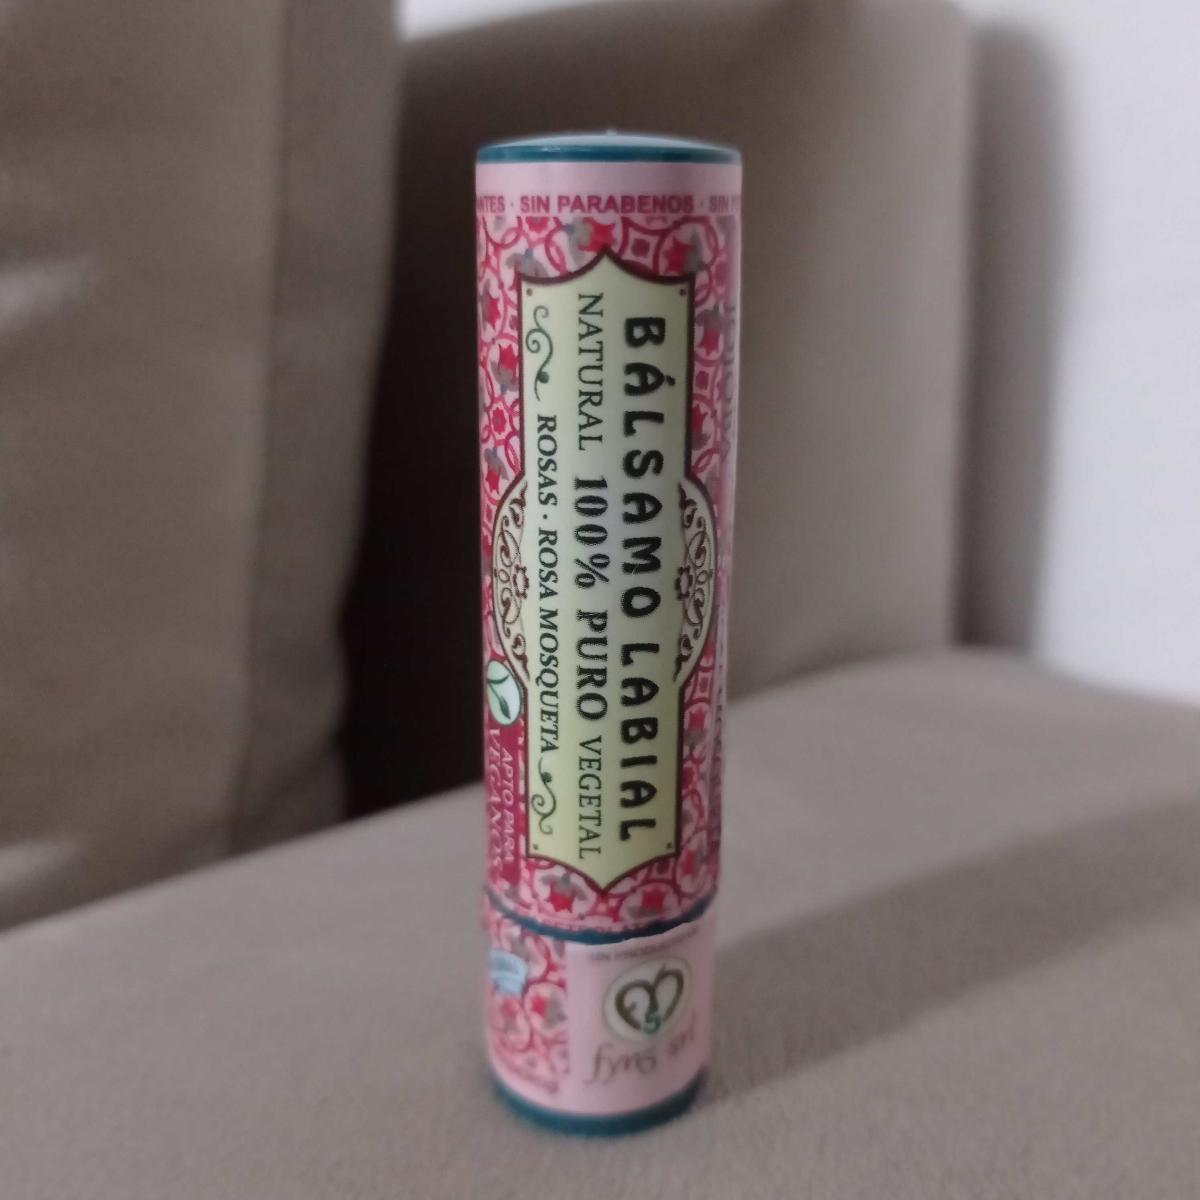 SIN PARABENOS ·
BÁLSAMO LABIAL
NATURAL 100% PURO VEGETAL
ROSAS · ROSA MOSQUETA
APTO PARA
VEGANOS